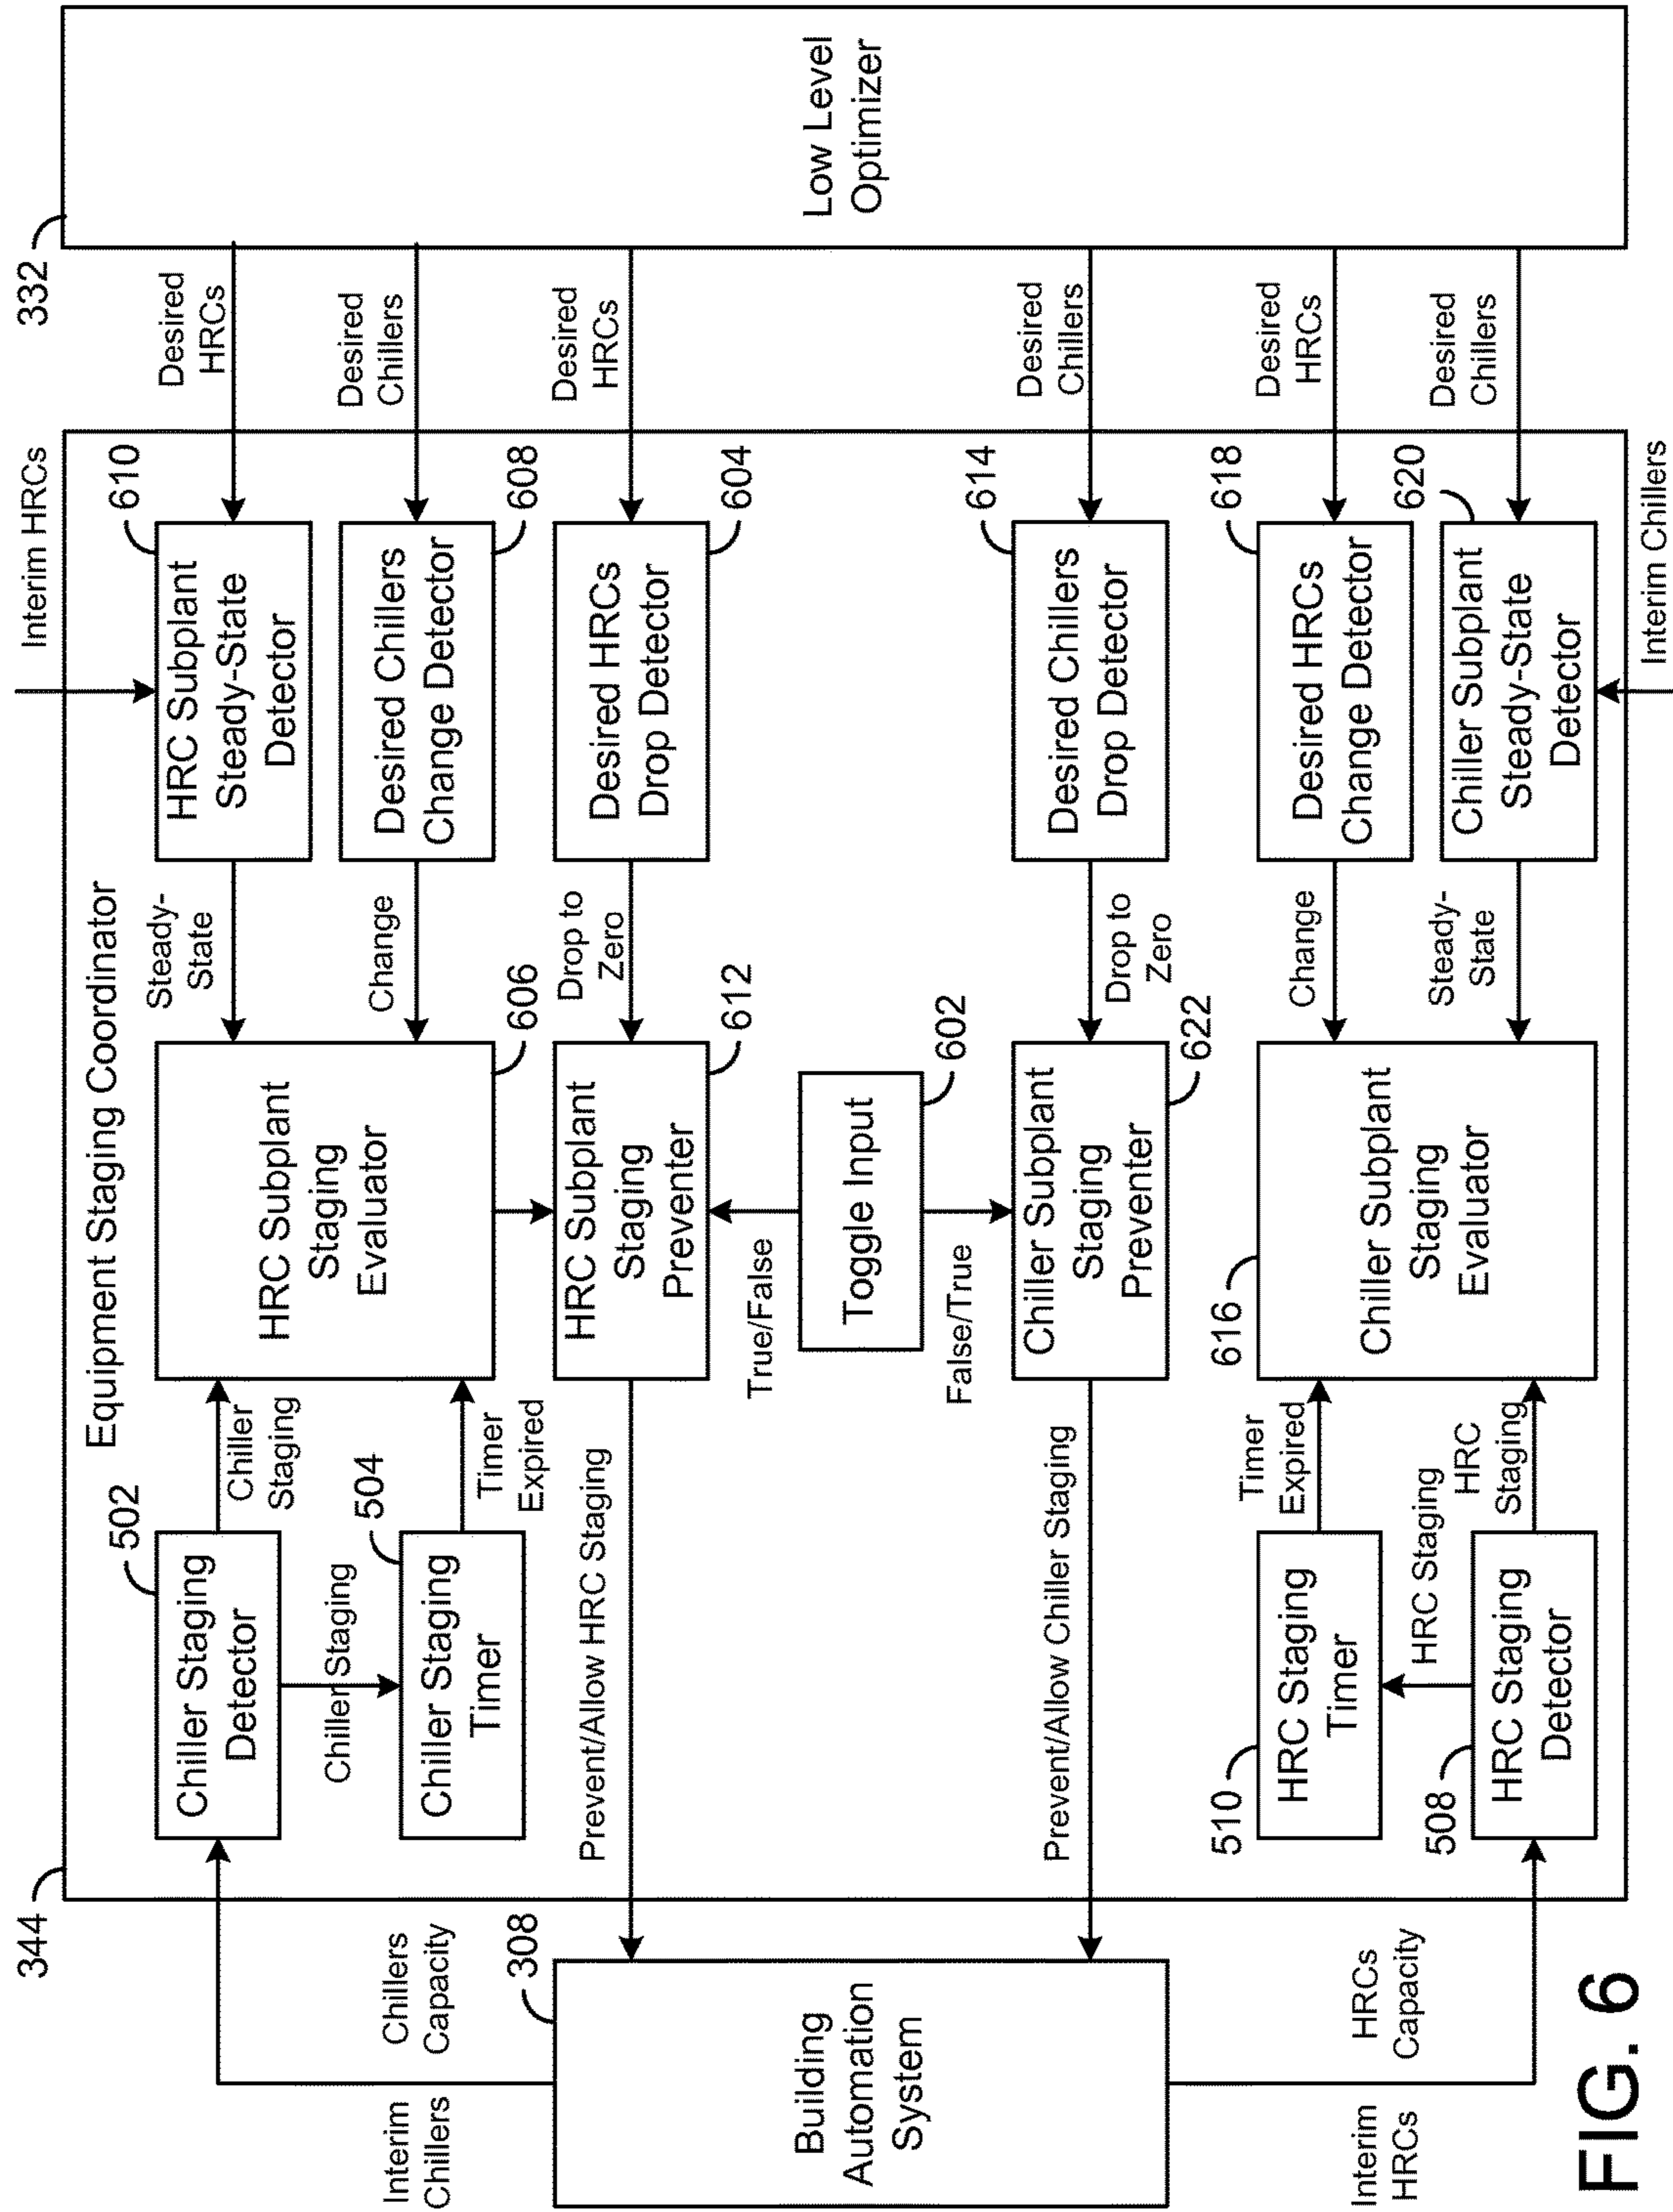 344
Equipment Staging Coordinator
Interim HRCs
332
Interim
Chillers
Chillers
Capacity
502
Chiller Staging
Detector
Chiller
Staging
HRC Subplant
Staging
Evaluator
606
Steady-
State
610
HRC Subplant
Steady-State
Detector
Desired
HRCs
Chiller Staging
504
Chiller Staging
Timer
Timer
Expired
Change
Desired Chillers
Change Detector
608
Desired
Chillers
308
Building
Automation
System
Prevent/Allow HRC Staging
HRC Subplant
Staging
Preventer
612
Drop to
Zero
Desired HRCs
Drop Detector
604
Desired
HRCs
Low Level
Optimizer
True/False
Toggle Input
602
False/True
Prevent/Allow Chiller Staging
Chiller Subplant
Staging
Preventer
622
Drop to
Zero
Desired Chillers
Drop Detector
614
Desired
Chillers
510
HRC Staging
Timer
Timer
Expired
616
Chiller Subplant
Staging
Evaluator
Change
618
Desired HRCs
Change Detector
Desired
HRCs
Interim
HRCs
HRCs
Capacity
508
HRC Staging
Detector
HRC Staging
HRC
Staging
Steady-
State
620
Chiller Subplant
Steady-State
Detector
Desired
Chillers
Interim Chillers
FIG. 6